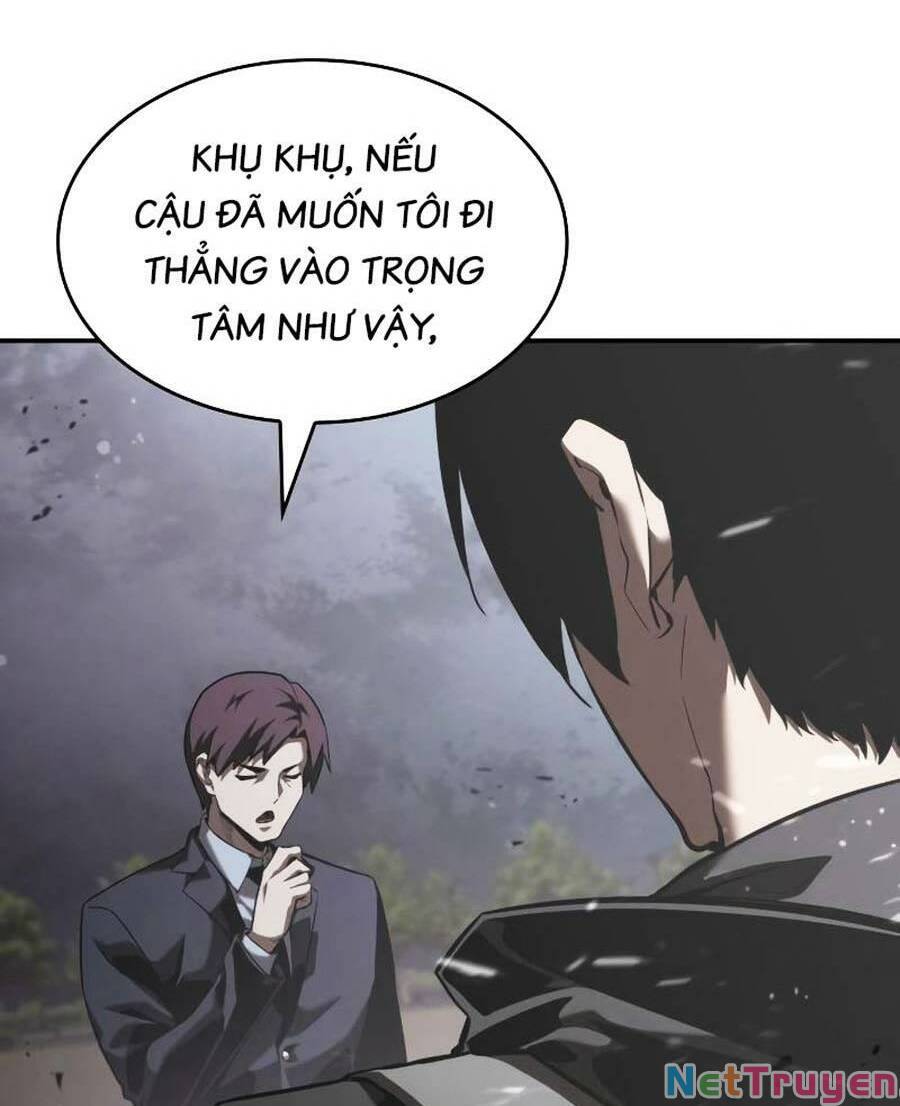 KHỤ KHỤ, NẾU
CẬU ĐÃ MUỐN TÔI ĐI
THẲNG VÀO TRỌNG
TÂM NHƯ VẬY,
NetTruyen